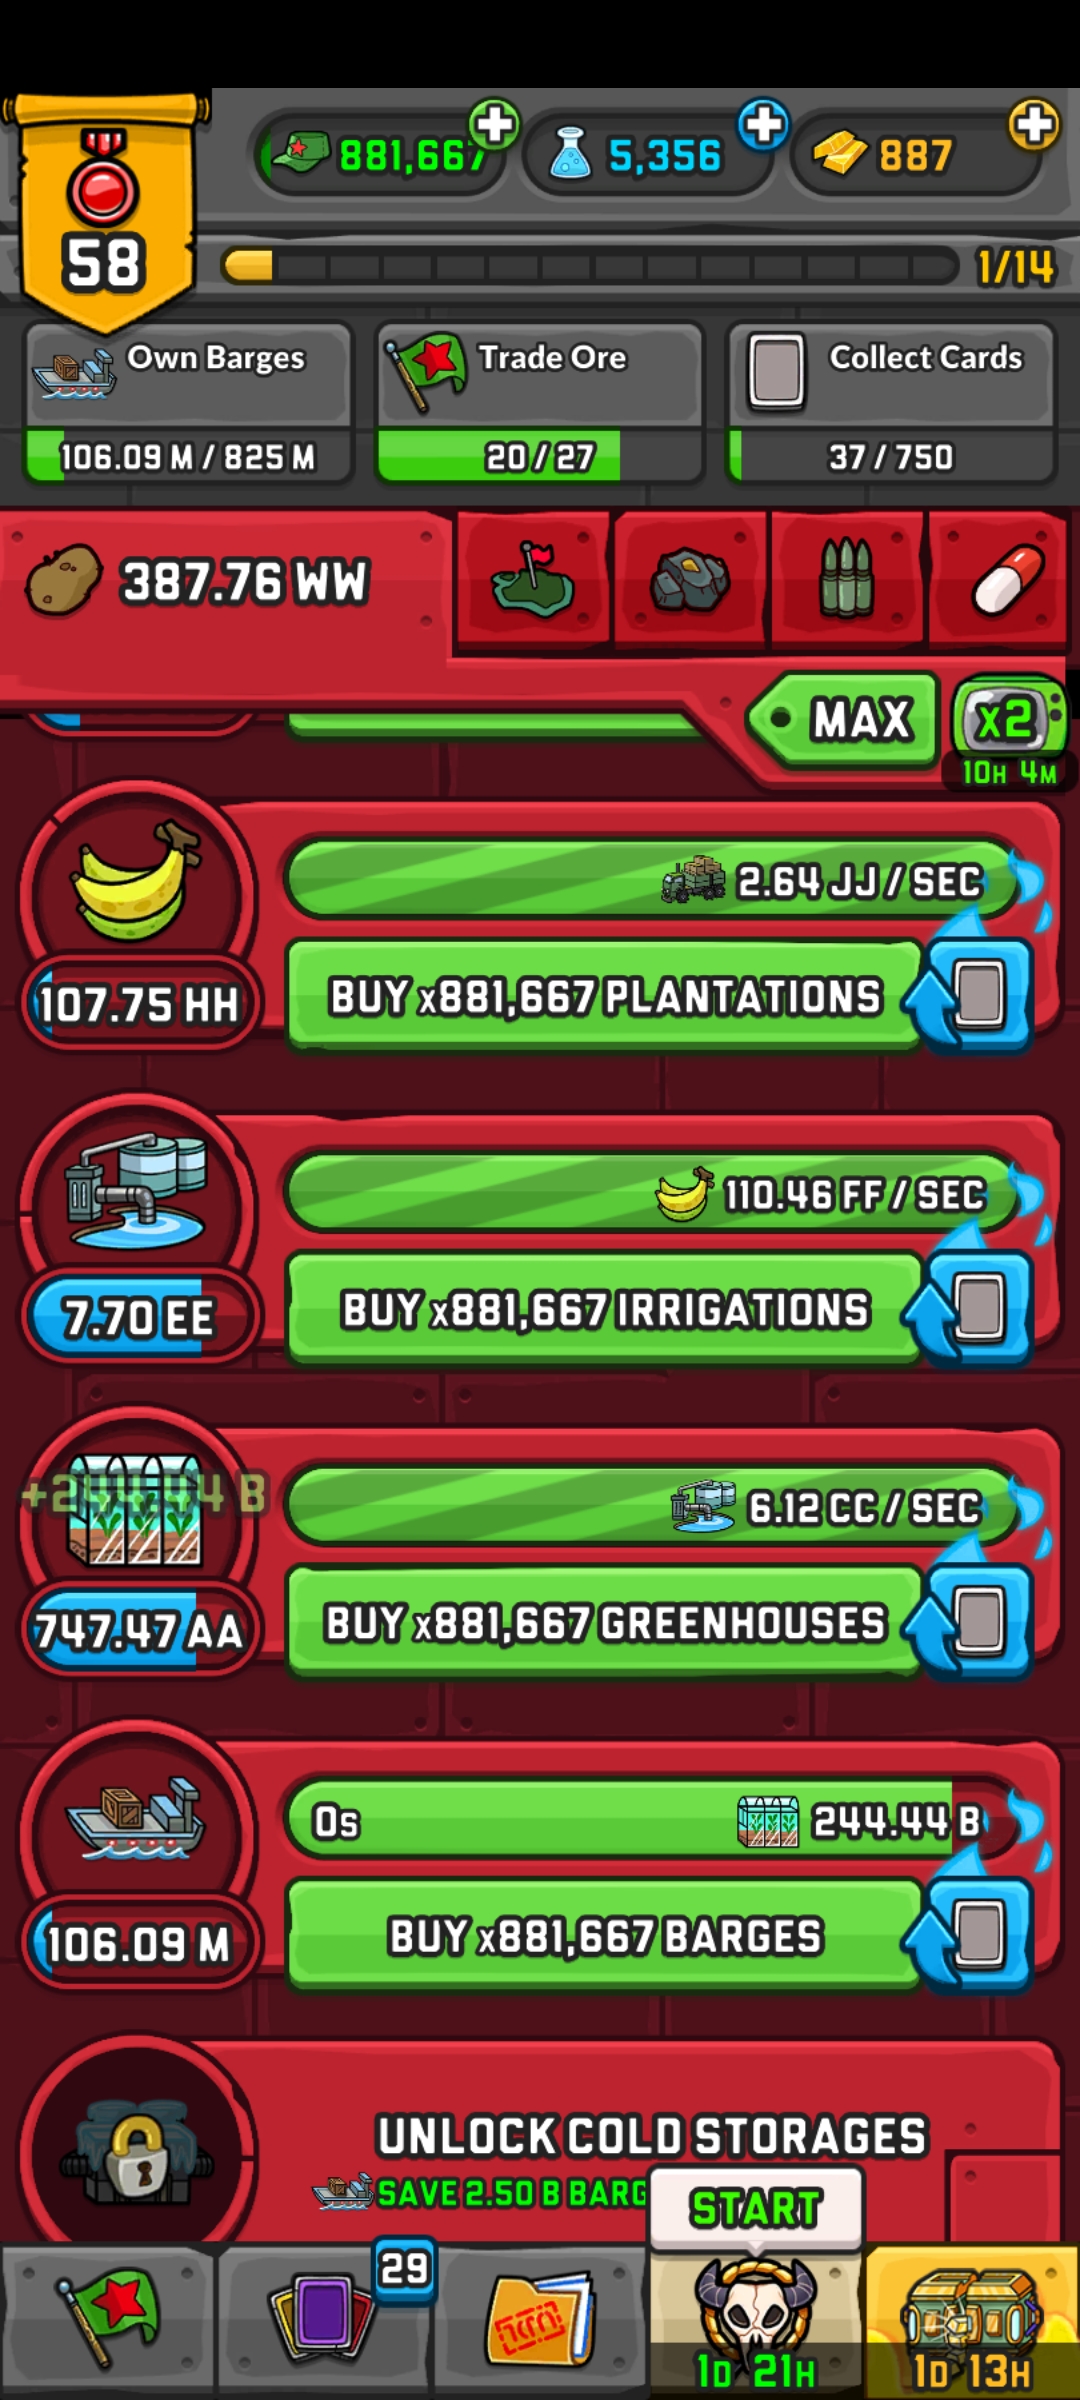 881,667
5,356
887
58
1/14
Own Barges
106.09 M / 825 M
Trade Ore
20 / 27
Collect Cards
37 / 750
387.76 WW
MAX
x2
10H 4M
2.64 JJ / SEC
107.75 HH
BUY x881,667 PLANTATIONS
110.46 FF / SEC
7.70 EE
BUY x881,667 IRRIGATIONS
+244.44 B
6.12 CC / SEC
747.47 AA
BUY x881,667 GREENHOUSES
0s
244.44 B
106.09 M
BUY x881,667 BARGES
UNLOCK COLD STORAGES
SAVE 2.50 B BARG
START
29
1D 21H
1D 13H